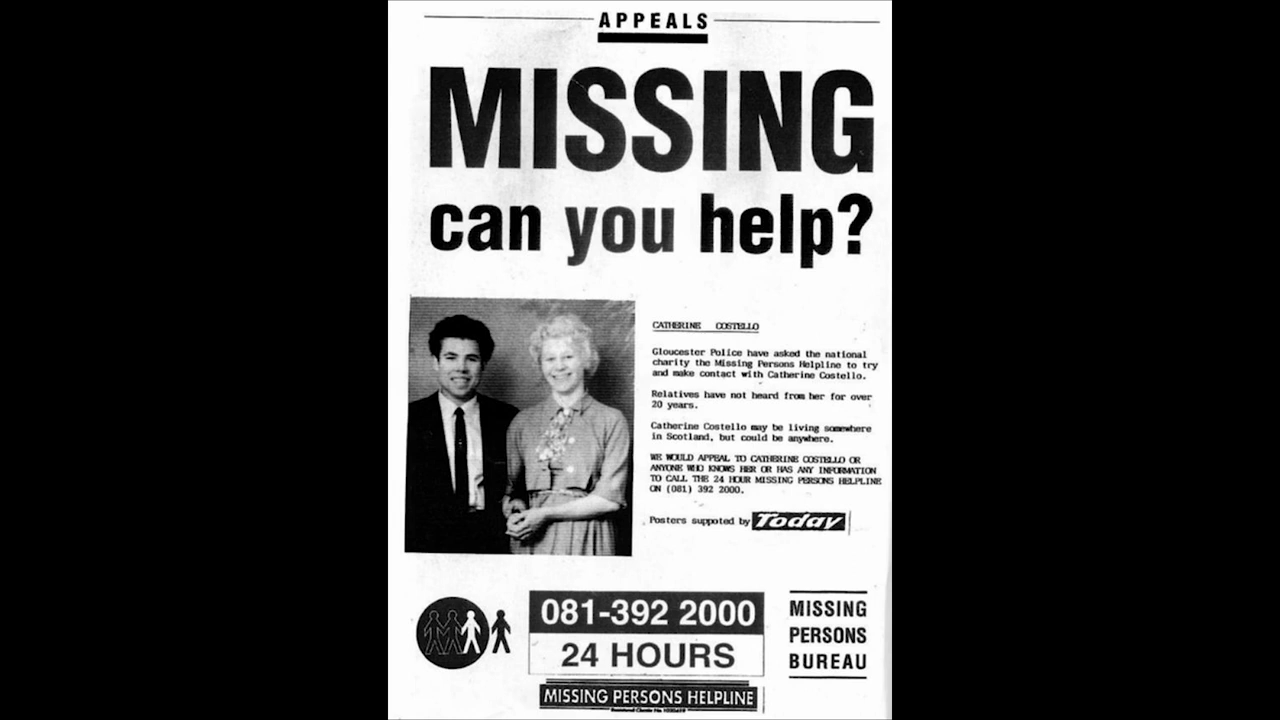 APPEALS
MISSING
can you help?
CATHERINE COSTELLO
Gloucester Police have asked the national
charity the Missing Persons Helpline to try
and make contact with Catherine Costello.
Relatives have not heard from her for over
20 years.
Catherine Costello may be living somewhere
in Scotland, but could be anywhere.
WE WOULD APPEAL TO CATHERINE COSTELLO OR
ANYONE WHO KNOWS HER OR HAS ANY INFORMATION
TO CALL THE 24 HOUR MISSING PERSONS HELPLINE
ON (081) 392 2000.
Posters suppoted by Today
081-392 2000
24 HOURS
MISSING PERSONS HELPLINE
MISSING
PERSONS
BUREAU